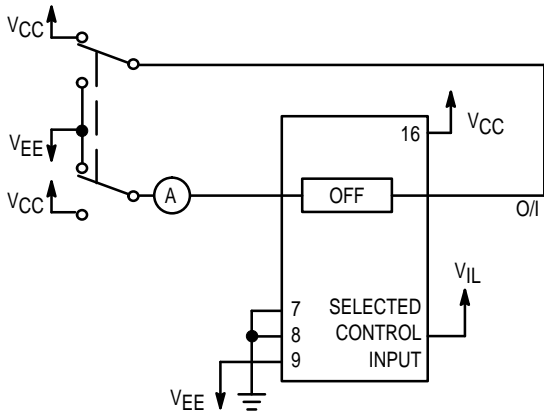 VCC
VEE
VCC
A
16
VCC
OFF
O/I
VIL
7 SELECTED
8 CONTROL
9 INPUT
VEE